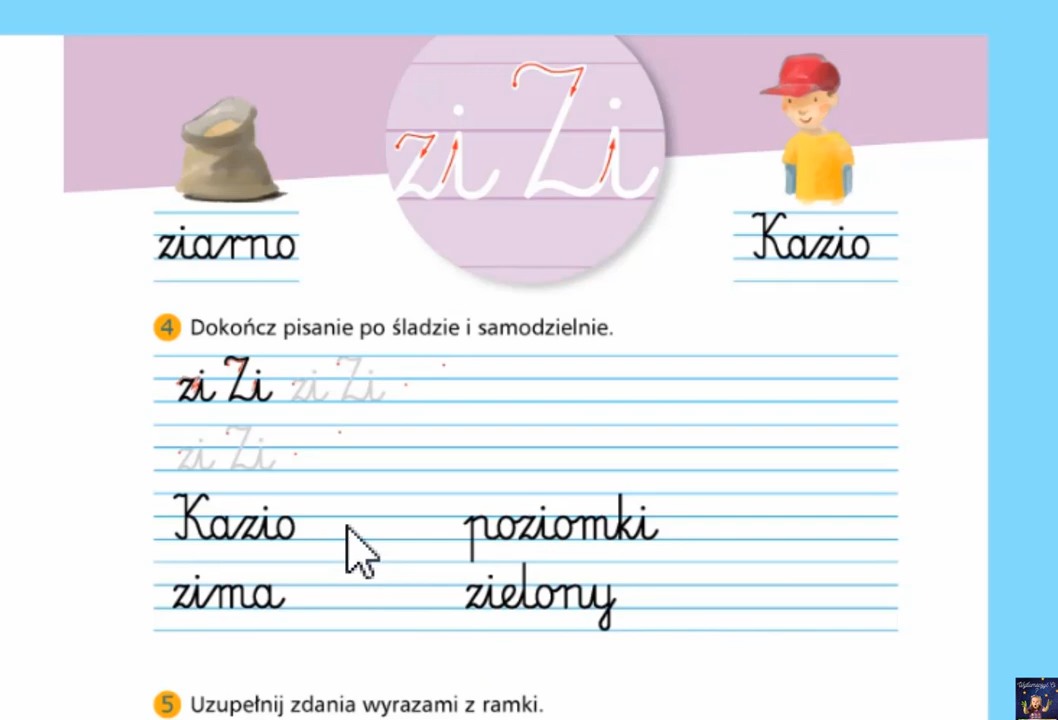 zi Zi
ziarno
Kazio
4 Dokończ pisanie po śladzie i samodzielnie.
zi Zi zi Zi
zi Zi
Kazio poziomki
zima zielony
5 Uzupełnij zdania wyrazami z ramki.